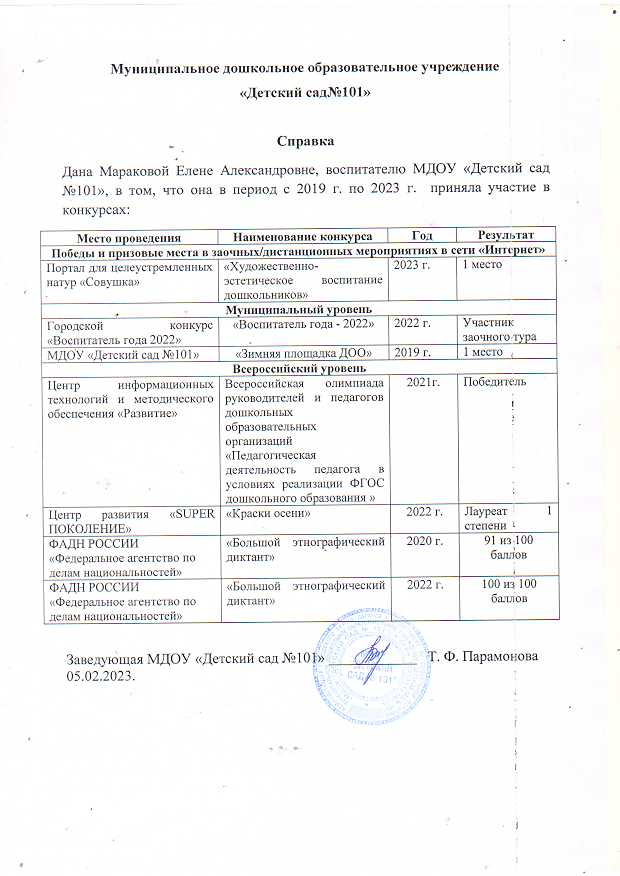 Муниципальное дошкольное образовательное учреждение
«Детский сад№101»
Справка
Дана Мараковой Елене Александровне, воспитателю МДОУ «Детский сад
№101», в том, что она в период с 2019 г. по 2023 г. приняла участие в
конкурсах:
Место проведения Наименование конкурса Год Результат
Победы и призовые места в заочных/дистанционных мероприятиях в сети «Интернет»
Портал для целеустремленных «Художественно- 2023 г. 1 место
натур «Совушка» эстетическое воспитание
дошкольников»
Муниципальный уровень
Городской конкурс «Воспитатель года - 2022» 2022 г. Участник
«Воспитатель года 2022» заочного тура
МДОУ «Детский сад №101» «Зимняя площадка ДОО» 2019 г. 1 место
Всероссийский уровень
Центр информационных Всероссийская олимпиада 2021г. Победитель
технологий и методического руководителей и педагогов
обеспечения «Развитие» дошкольных
образовательных
организаций
«Педагогическая
деятельность педагога в
условиях реализации ФГОС
дошкольного образования »
Центр развития «SUPER «Краски осени» 2022 г. Лауреат 1
ПОКОЛЕНИЕ» степени
ФАДН РОССИИ «Большой этнографический 2020 г. 91 из 100
«Федеральное агентство по диктант» баллов
делам национальностей»
ФАДН РОССИИ «Большой этнографический 2022 г. 100 из 100
«Федеральное агентство по диктант» баллов
делам национальностей»
Заведующая МДОУ «Детский сад №101» Т. Ф. Парамонова
05.02.2023.